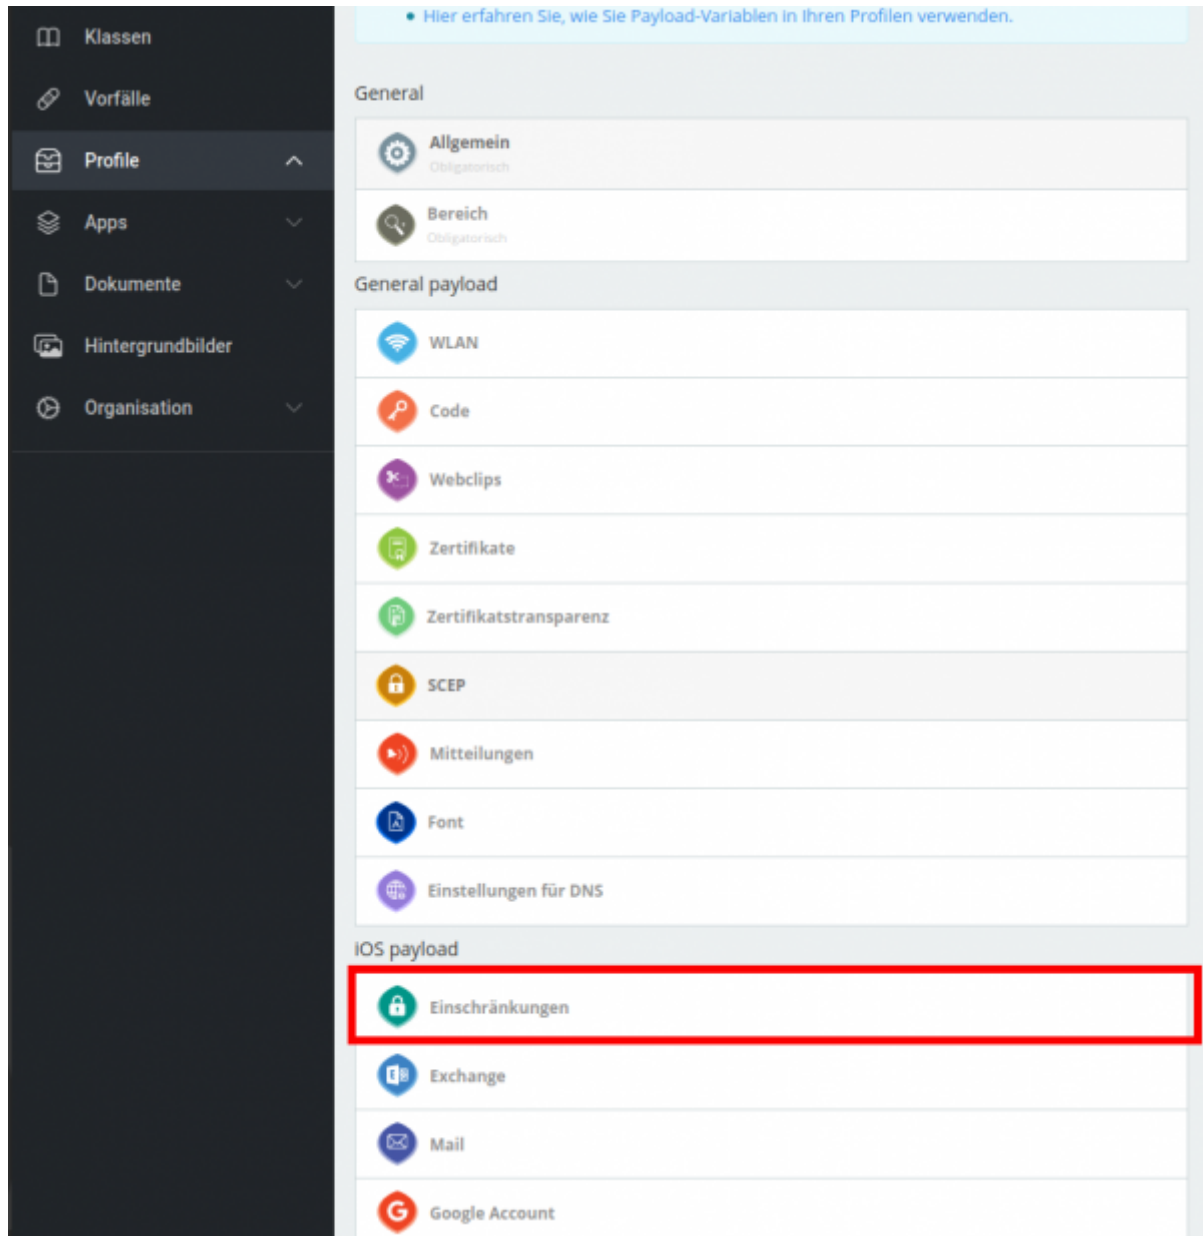 Klassen
Vorfälle
Profile
Apps
Dokumente
Hintergrundbilder
Organisation
Hier erfahren Sie, wie Sie Payload-Variablen in Ihren Profilen verwenden.
General
Allgemein
Obligatorisch
Bereich
Obligatorisch
General payload
WLAN
Code
Webclips
Zertifikate
Zertifikatstransparenz
SCEP
Mitteilungen
Font
Einstellungen für DNS
iOS payload
Einschränkungen
Exchange
Mail
Google Account